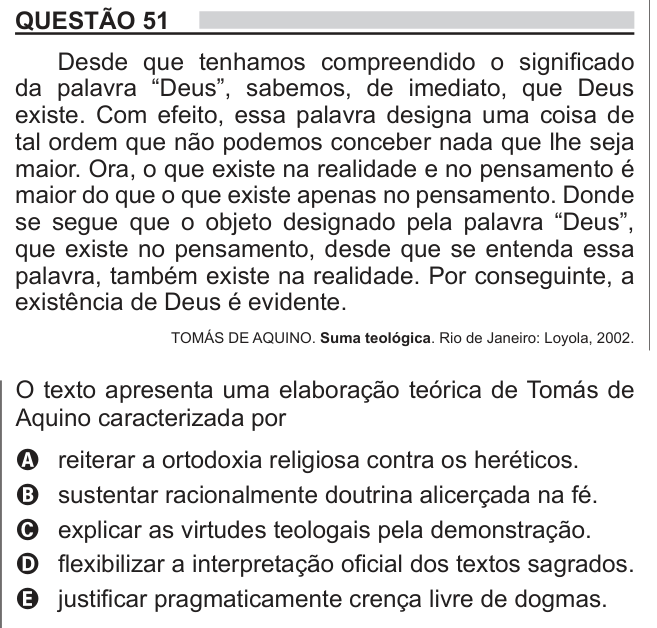 QUESTÃO 51
Desde que tenhamos compreendido o significado
da palavra “Deus”, sabemos, de imediato, que Deus
existe. Com efeito, essa palavra designa uma coisa de
tal ordem que não podemos conceber nada que lhe seja
maior. Ora, o que existe na realidade e no pensamento é
maior do que o que existe apenas no pensamento. Donde
se segue que o objeto designado pela palavra “Deus”,
que existe no pensamento, desde que se entenda essa
palavra, também existe na realidade. Por conseguinte, a
existência de Deus é evidente.
TOMÁS DE AQUINO. Suma teológica. Rio de Janeiro: Loyola, 2002.
O texto apresenta uma elaboração teórica de Tomás de
Aquino caracterizada por
A reiterar a ortodoxia religiosa contra os heréticos.
B sustentar racionalmente doutrina alicerçada na fé.
C explicar as virtudes teologais pela demonstração.
D flexibilizar a interpretação oficial dos textos sagrados.
E justificar pragmaticamente crença livre de dogmas.